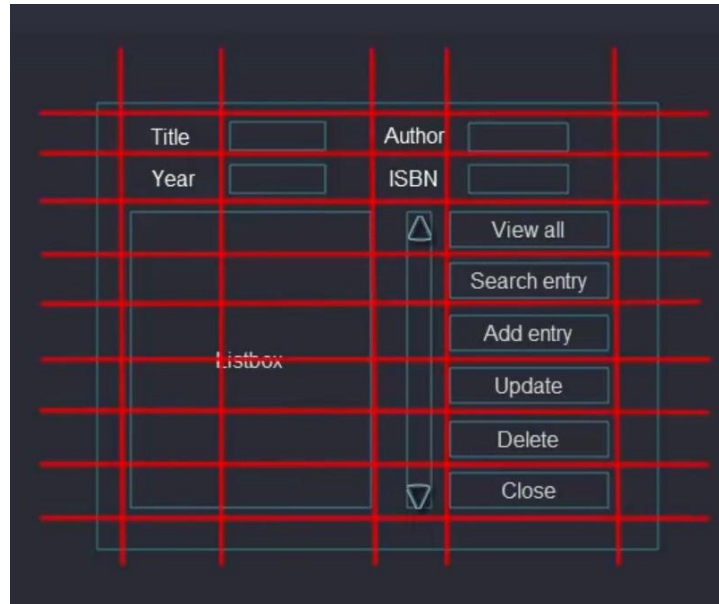 Title Author
Year ISBN
View all
Search entry
Add entry
Listbox
Update
Delete
Close